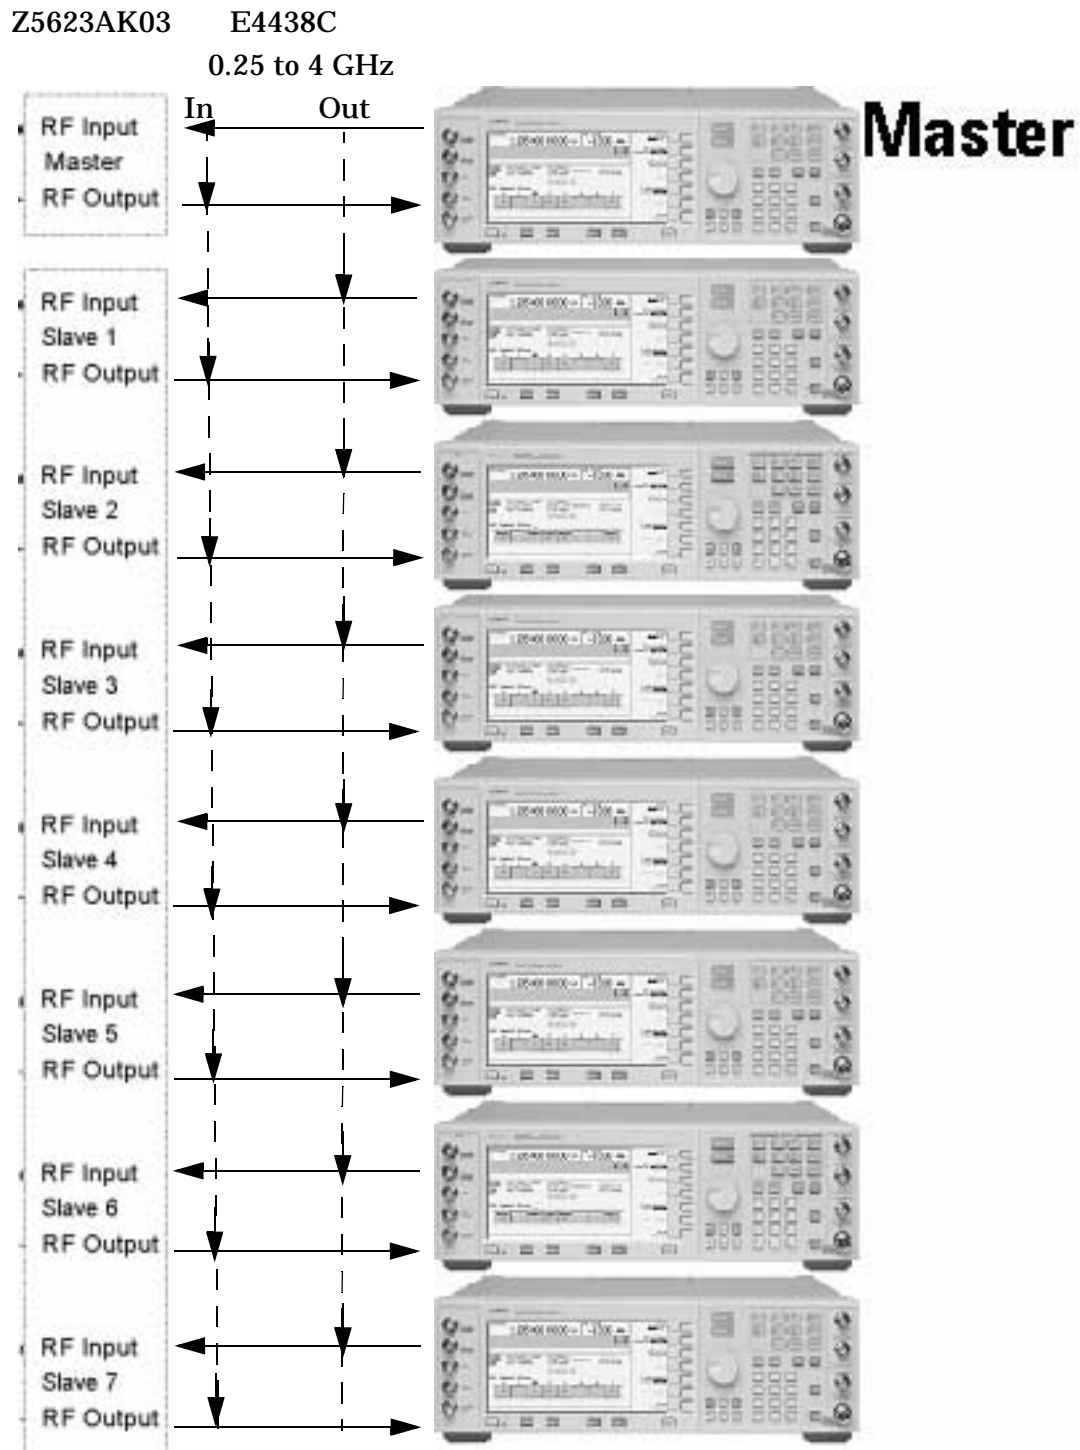 Z5623AK03 E4438C
0.25 to 4 GHz
In Out
RF Input
Master
RF Output
Master
RF Input
Slave 1
RF Output
RF Input
Slave 2
RF Output
RF Input
Slave 3
RF Output
RF Input
Slave 4
RF Output
RF Input
Slave 5
RF Output
RF Input
Slave 6
RF Output
RF Input
Slave 7
RF Output